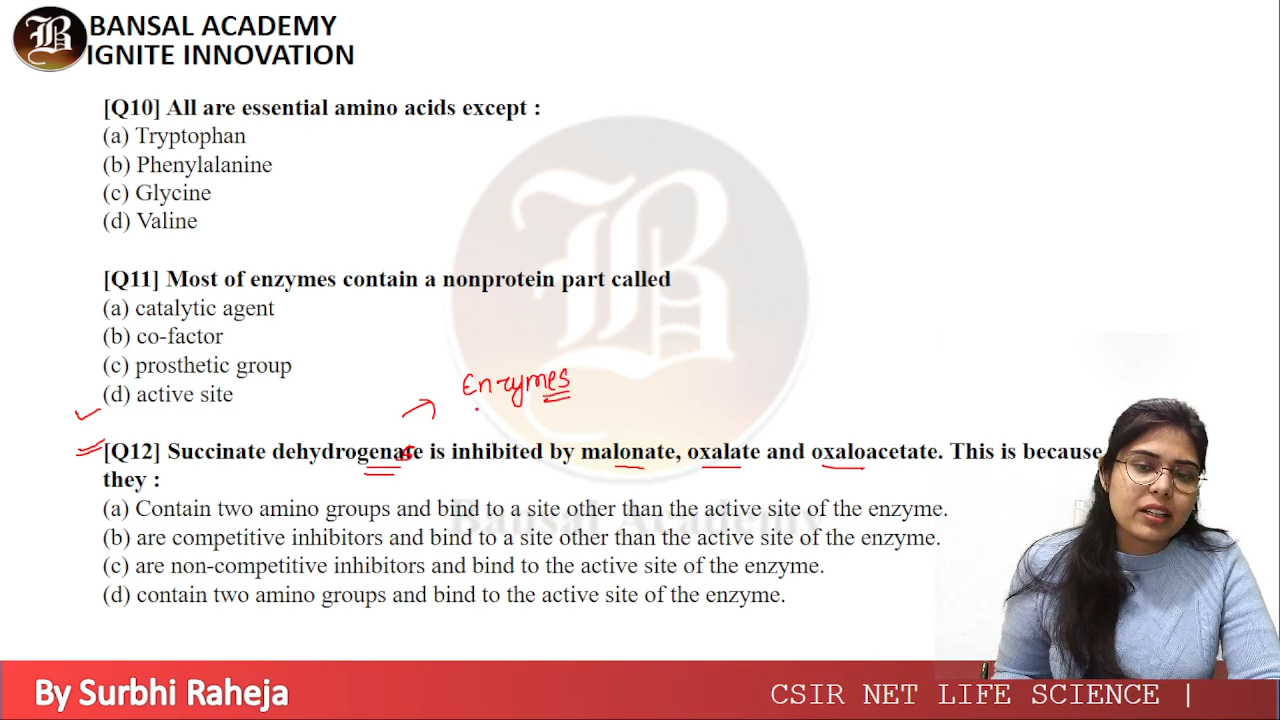 BANSAL ACADEMY
IGNITE INNOVATION
[Q10] All are essential amino acids except :
(a) Tryptophan
(b) Phenylalanine
(c) Glycine
(d) Valine
[Q11] Most of enzymes contain a nonprotein part called
(a) catalytic agent
(b) co-factor
(c) prosthetic group
(d) active site
Enzymes
[Q12] Succinate dehydrogenase is inhibited by malonate, oxalate and oxaloacetate. This is because
they :
(a) Contain two amino groups and bind to a site other than the active site of the enzyme.
(b) are competitive inhibitors and bind to a site other than the active site of the enzyme.
(c) are non-competitive inhibitors and bind to the active site of the enzyme.
(d) contain two amino groups and bind to the active site of the enzyme.
Bansal Academy
By Surbhi Raheja
CSIR NET LIFE SCIENCE |